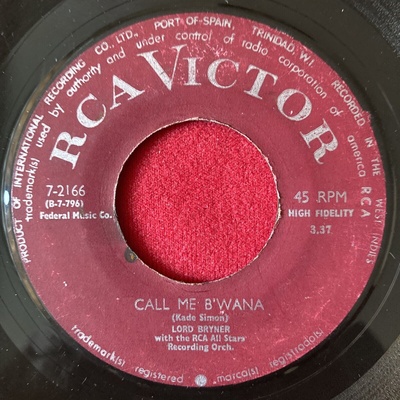 PRODUCT OF INTERNATIONAL RECORDING CO. LTD., PORT-OF-SPAIN, TRINIDAD, W.I. RECORDED IN THE WEST INDIES
trademark(s) used by authority and under control of radio corporation of america RCA
RCA VICTOR
7-2166
(B-7-796)
Federal Music Co.
45 RPM
HIGH FIDELITY
3.37
CALL ME B'WANA
(Kade Simon)
LORD BRYNER
with the RCA All Stars
Recording Orch.
trademark(s) registered marca(s) registrado(s)